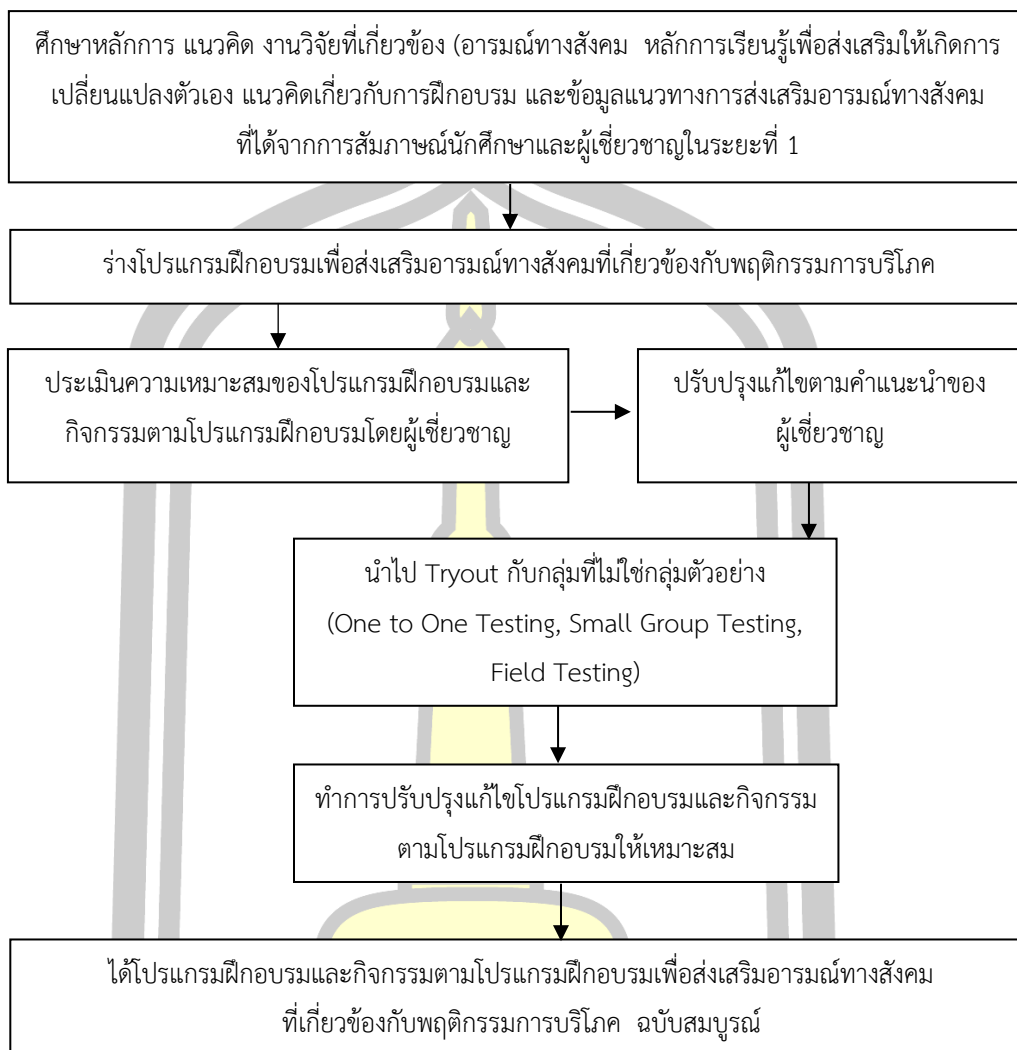 ศึกษาหลักการ แนวคิด งานวิจัยที่เกี่ยวข้อง (อารมณ์ทางสังคม หลักการเรียนรู้เพื่อส่งเสริมให้เกิดการ
เปลี่ยนแปลงตัวเอง แนวคิดเกี่ยวกับการฝึกอบรม และข้อมูลแนวทางการส่งเสริมอารมณ์ทางสังคม
ที่ได้จากการสัมภาษณ์นักศึกษาและผู้เชี่ยวชาญในระยะที่ 1
ร่างโปรแกรมฝึกอบรมเพื่อส่งเสริมอารมณ์ทางสังคมที่เกี่ยวข้องกับพฤติกรรมการบริโภค
ประเมินความเหมาะสมของโปรแกรมฝึกอบรมและ
กิจกรรมตามโปรแกรมฝึกอบรมโดยผู้เชี่ยวชาญ
ปรับปรุงแก้ไขตามคำแนะนำของ
ผู้เชี่ยวชาญ
นำไป Tryout กับกลุ่มที่ไม่ใช่กลุ่มตัวอย่าง
(One to One Testing, Small Group Testing,
Field Testing)
ทำการปรับปรุงแก้ไขโปรแกรมฝึกอบรมและกิจกรรม
ตามโปรแกรมฝึกอบรมให้เหมาะสม
ได้โปรแกรมฝึกอบรมและกิจกรรมตามโปรแกรมฝึกอบรมเพื่อส่งเสริมอารมณ์ทางสังคม
ที่เกี่ยวข้องกับพฤติกรรมการบริโภค ฉบับสมบูรณ์